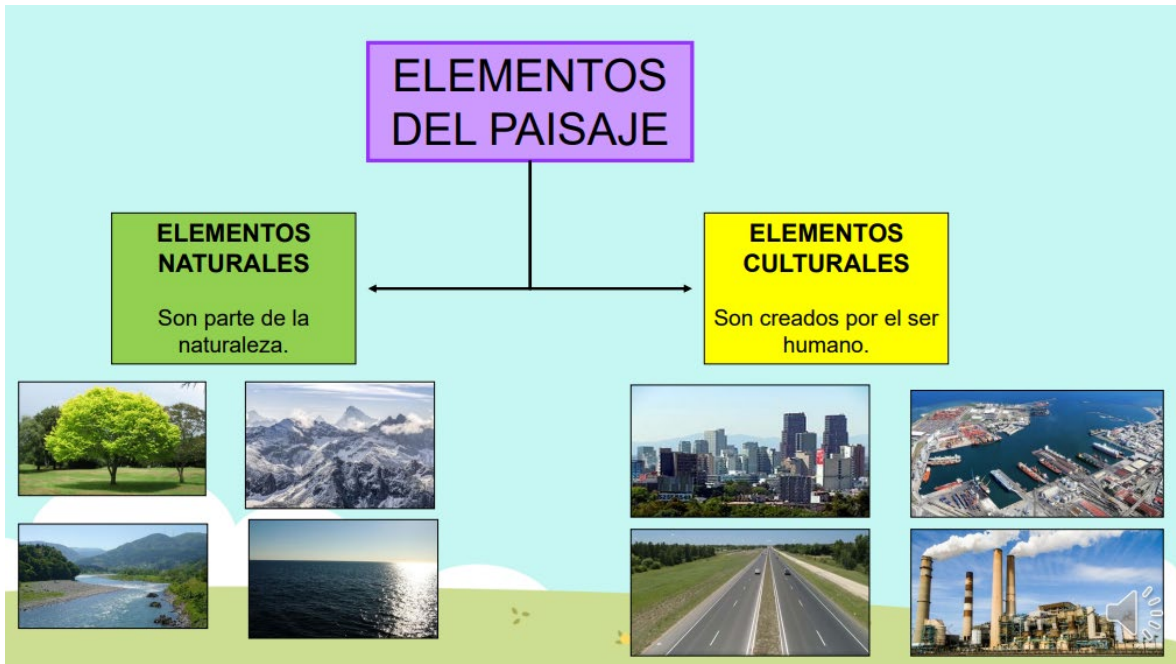 ELEMENTOS
DEL PAISAJE
ELEMENTOS
NATURALES
Son parte de la
naturaleza.
ELEMENTOS
CULTURALES
Son creados por el ser
humano.